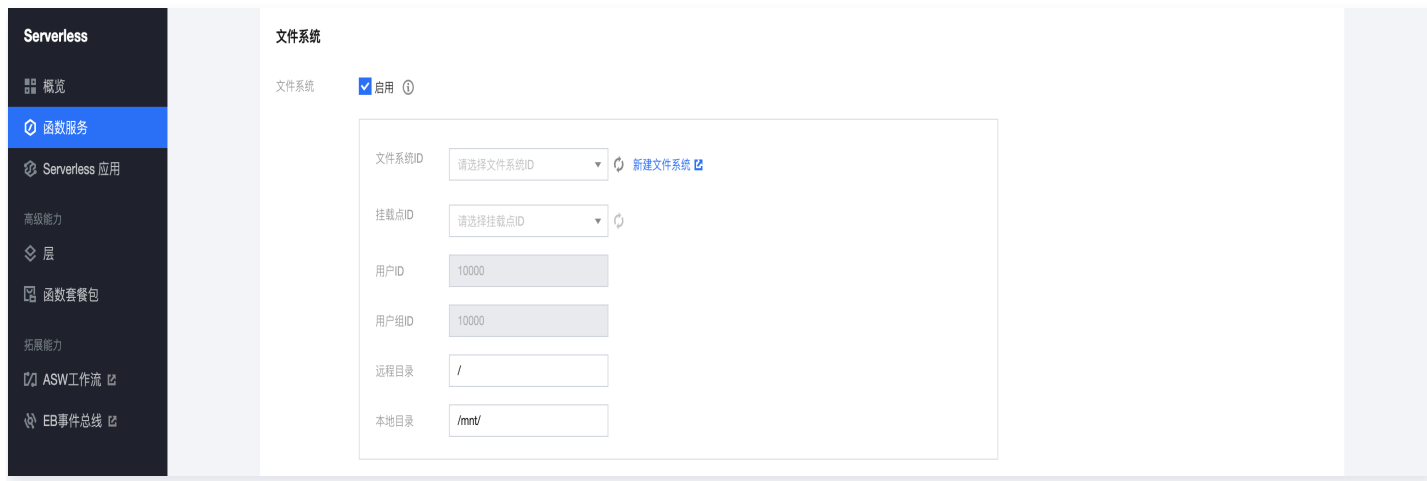 Serverless
概览
函数服务
Serverless 应用
高级能力
层
函数套餐包
拓展能力
ASW工作流
EB事件总线
文件系统
文件系统 启用
文件系统ID 请选择文件系统ID 新建文件系统
挂载点ID 请选择挂载点ID
用户ID 10000
用户组ID 10000
远程目录 /
本地目录 /mnt/